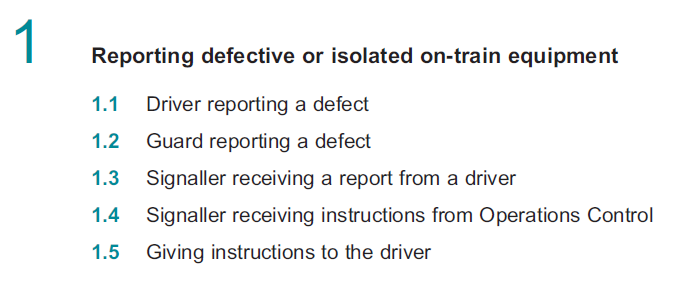 1
Reporting defective or isolated on-train equipment
1.1 Driver reporting a defect
1.2 Guard reporting a defect
1.3 Signaller receiving a report from a driver
1.4 Signaller receiving instructions from Operations Control
1.5 Giving instructions to the driver